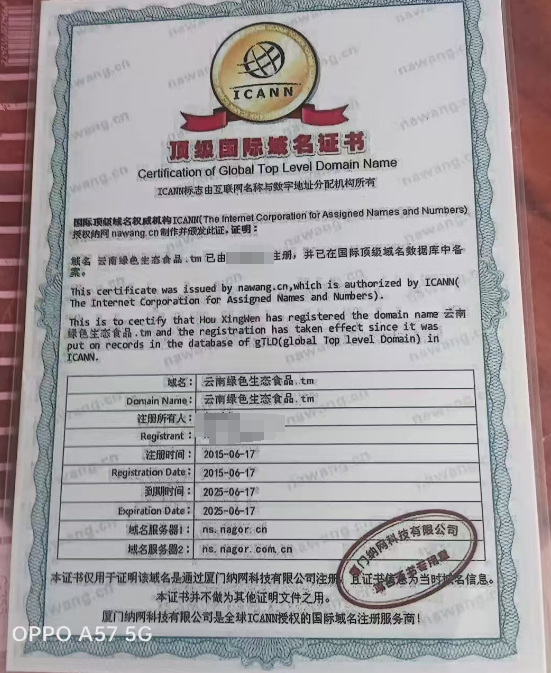 ICANN
顶级国际域名证书
Certification of Global Top Level Domain Name
ICANN标志由互联网名称与数字地址分配机构所有
国际顶级域名权威机构ICANN(The Internet Corporation for Assigned Names and Numbers)
授权纳网 nawang.cn 制作并颁发此证,证明:
域名 云南绿色生态食品.tm 已由 注册,并已在国际顶级域名数据库中备
案。
This certificate was issued by nawang.cn,which is authorized by ICANN(
The Internet Corporation for Assigned Names and Numbers).
This is to certify that Hou XingWen has registered the domain name 云南
绿色生态食品.tm and the registration has taken effect since it was
put on records in the database of gTLD(global Top level Domain) in
ICANN.
域名: 云南绿色生态食品.tm
Domain Name: 云南绿色生态食品.tm
注册所有人:
Registrant:
注册时间: 2015-06-17
Registration Date: 2015-06-17
到期时间: 2025-06-17
Expiration Date: 2025-06-17
域名服务器1: ns.nagor.cn
域名服务器2: ns.nagor.com.cn
厦门纳网科技有限公司
本证书仅用于证明该域名是通过厦门纳网科技有限公司注册,且证书信息为当时域名信息。
本证书并不做为其他证明文件之用。
厦门纳网科技有限公司是全球ICANN授权的国际域名注册服务商!
OPPO A57 5G
nawang.cn